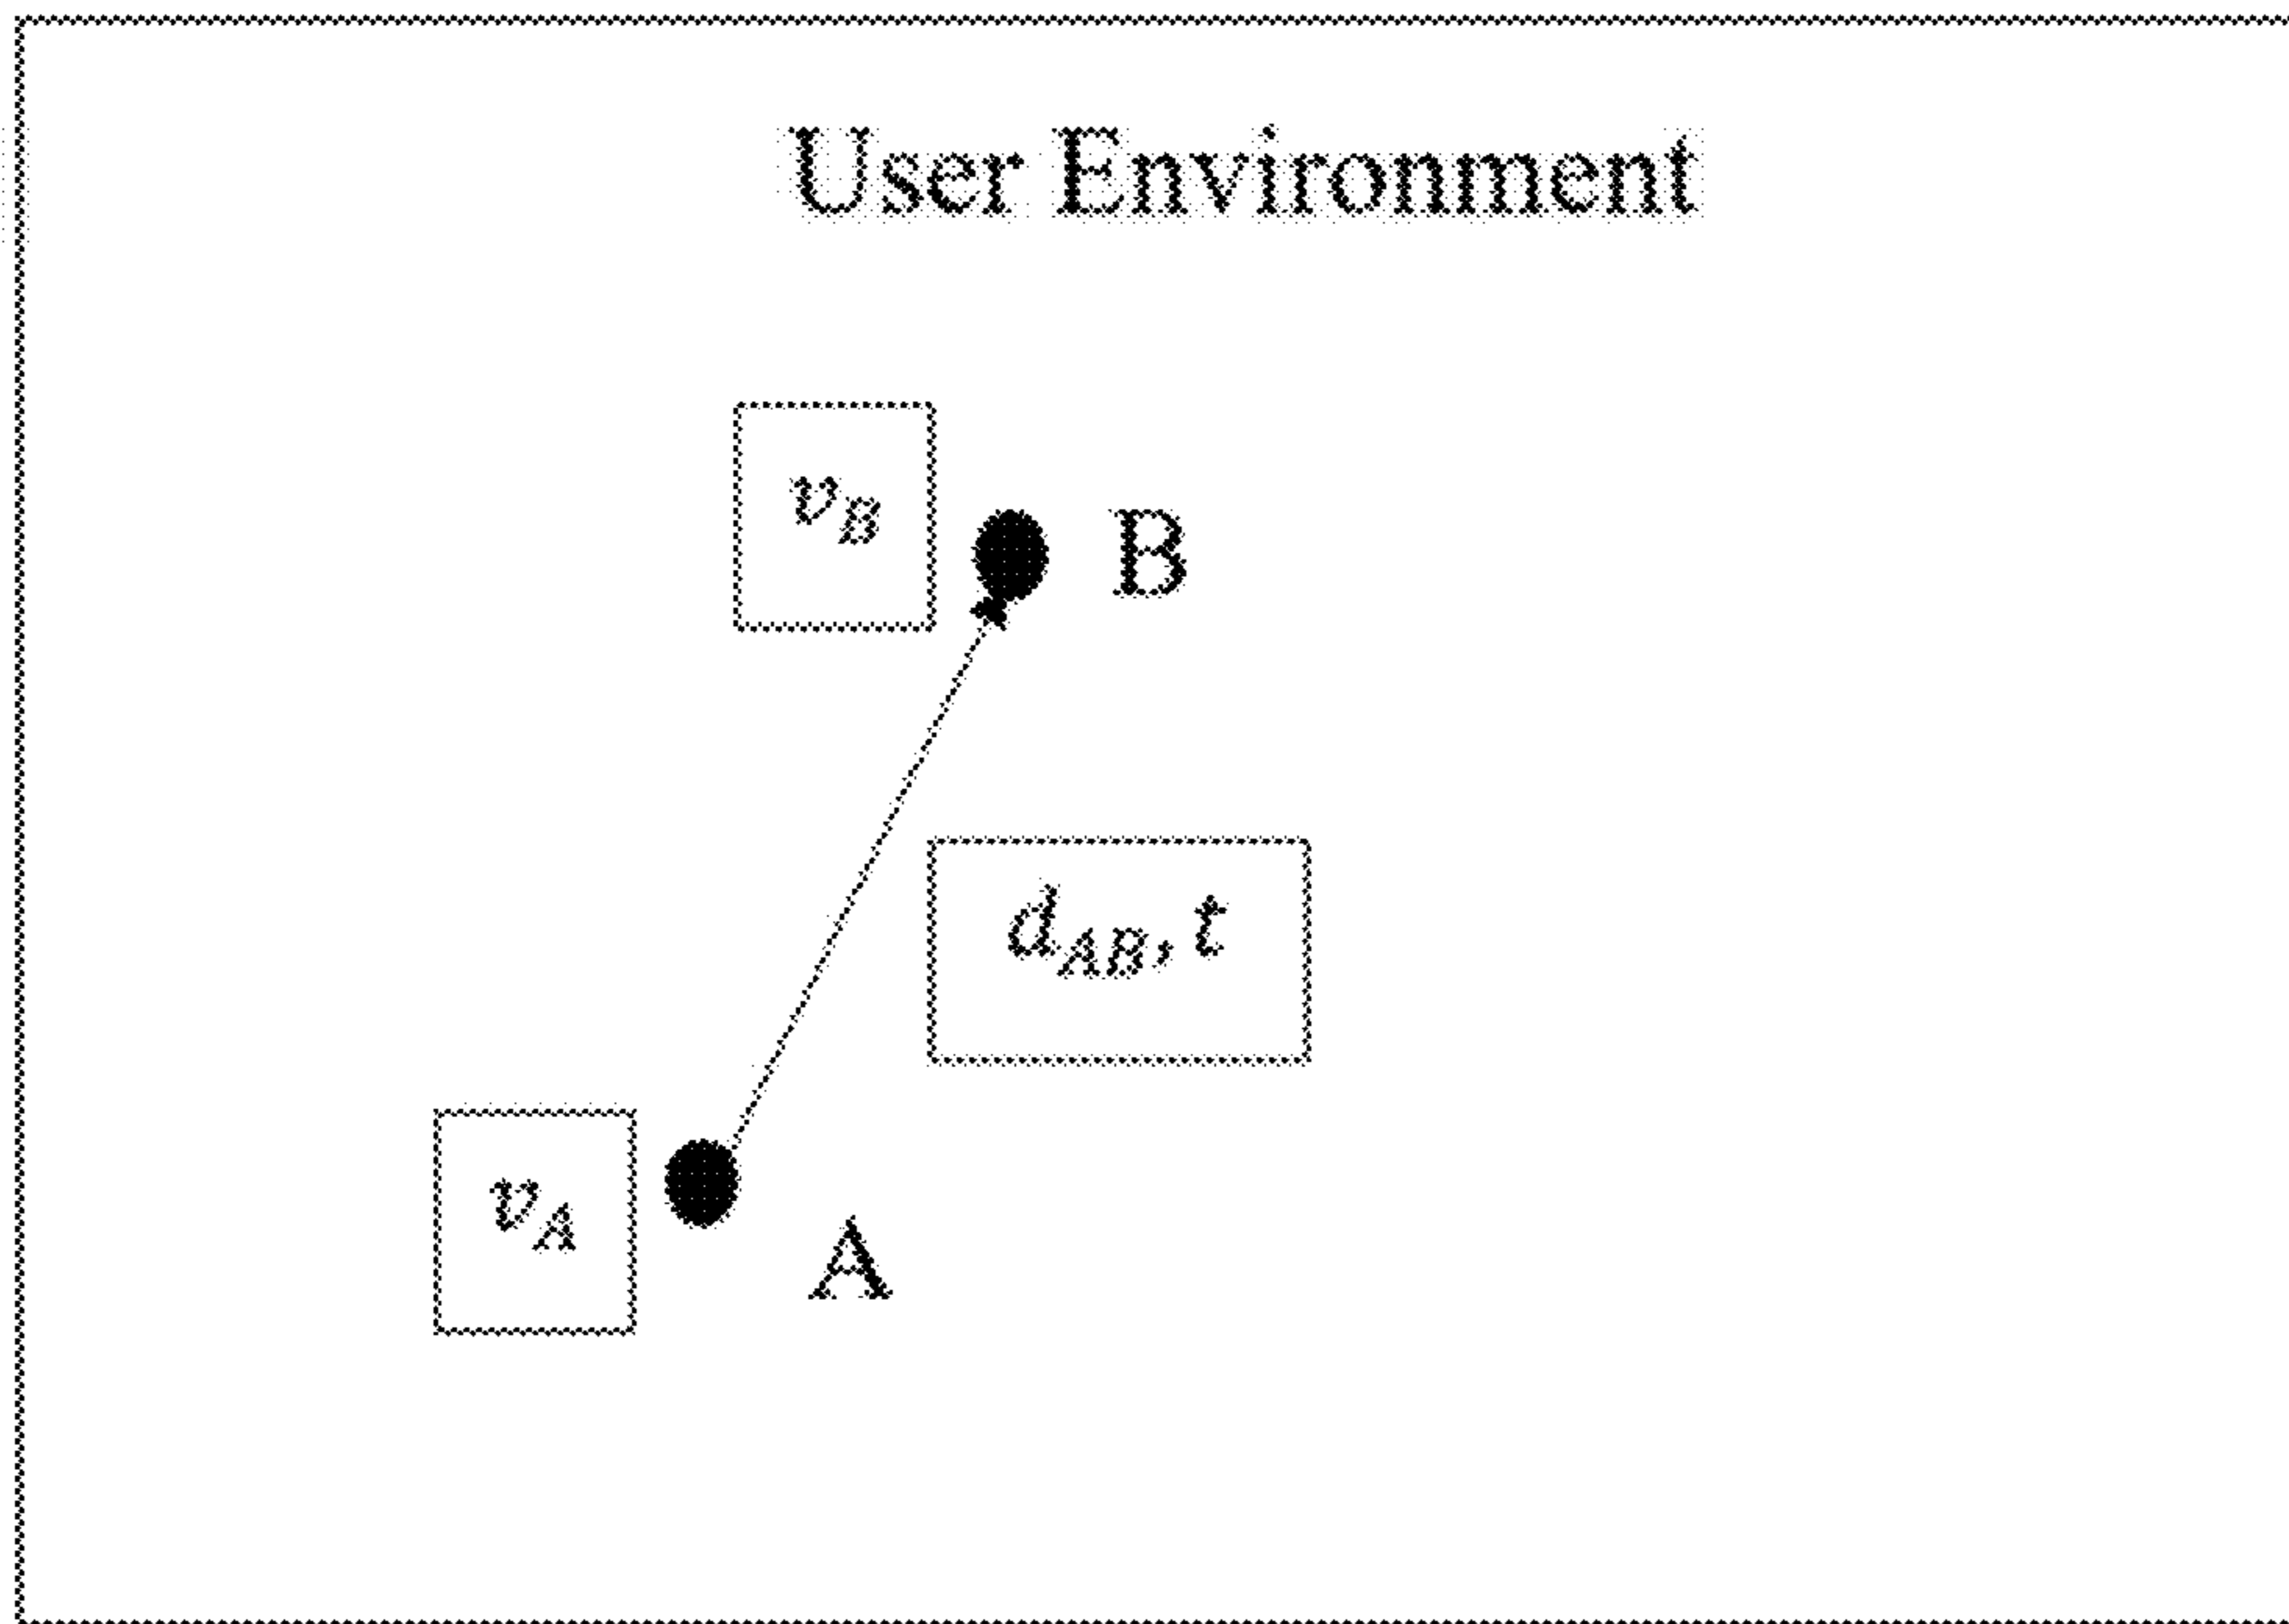 User Environment
v_B
B
d_AB, t
v_A
A